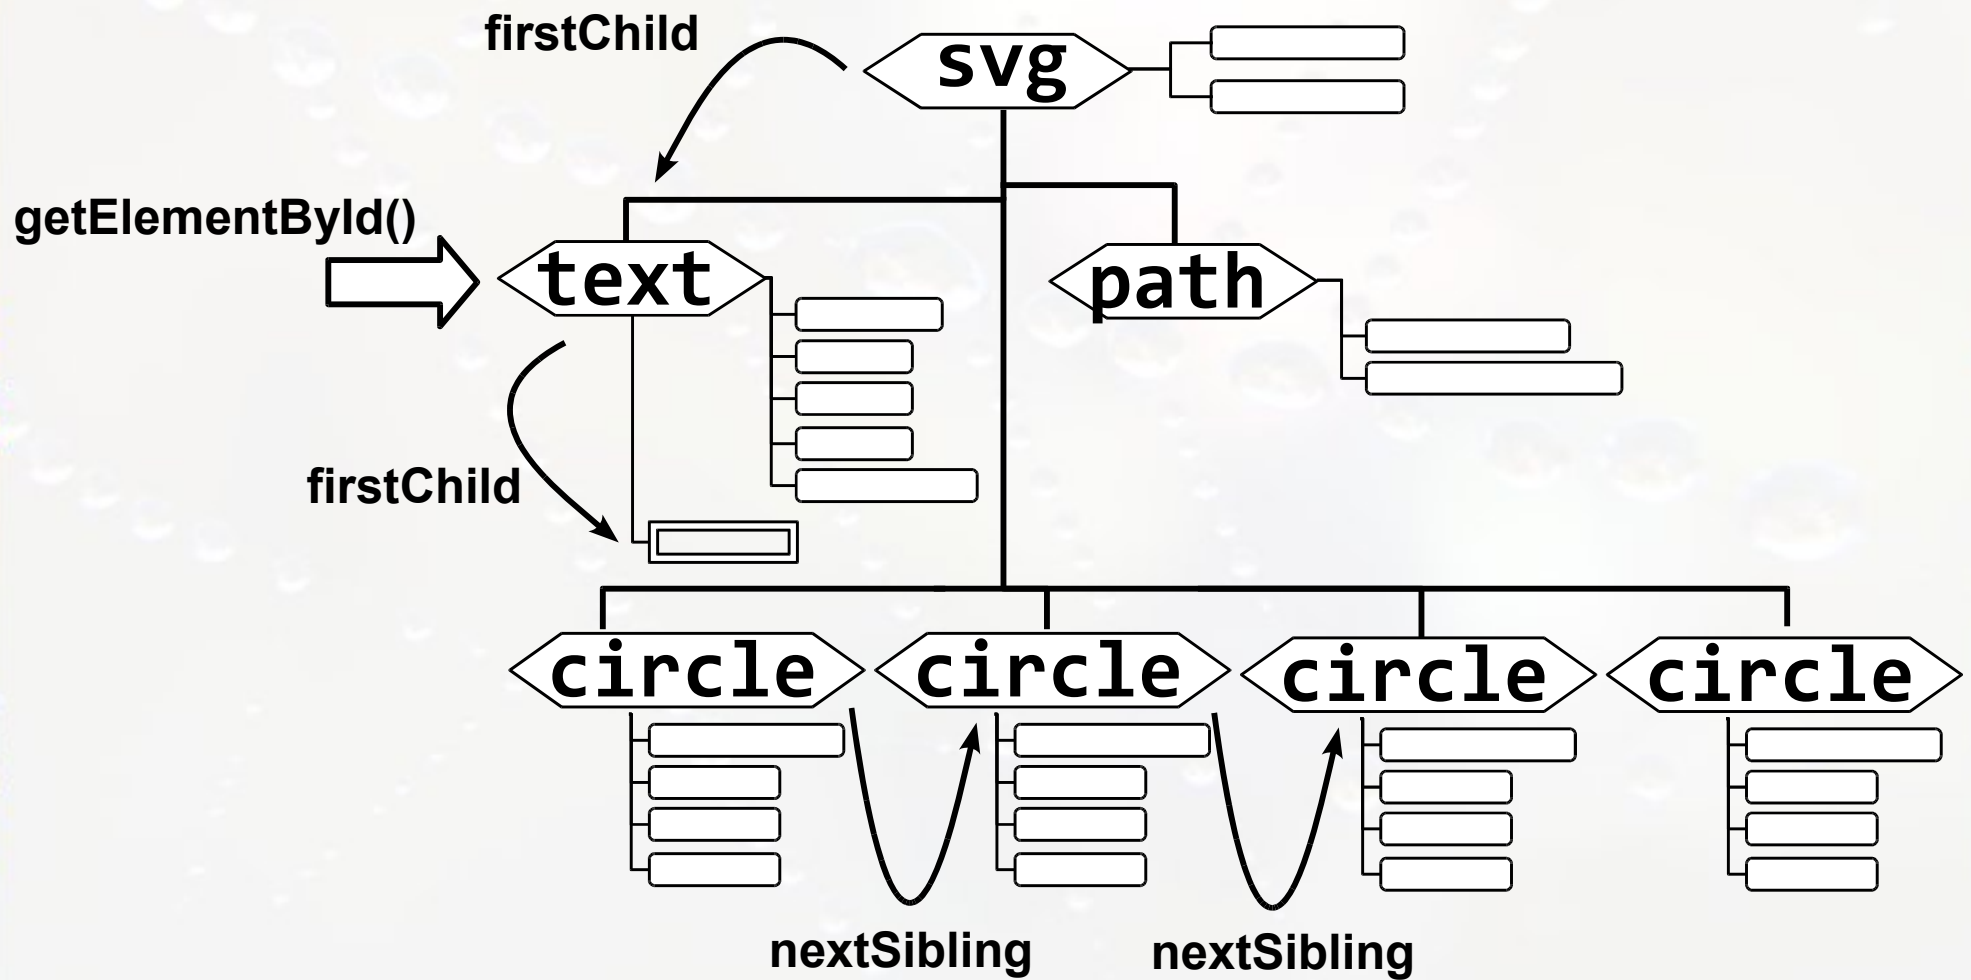 firstChild
svg
getElementById()
text
path
firstChild
circle
circle
circle
circle
nextSibling
nextSibling